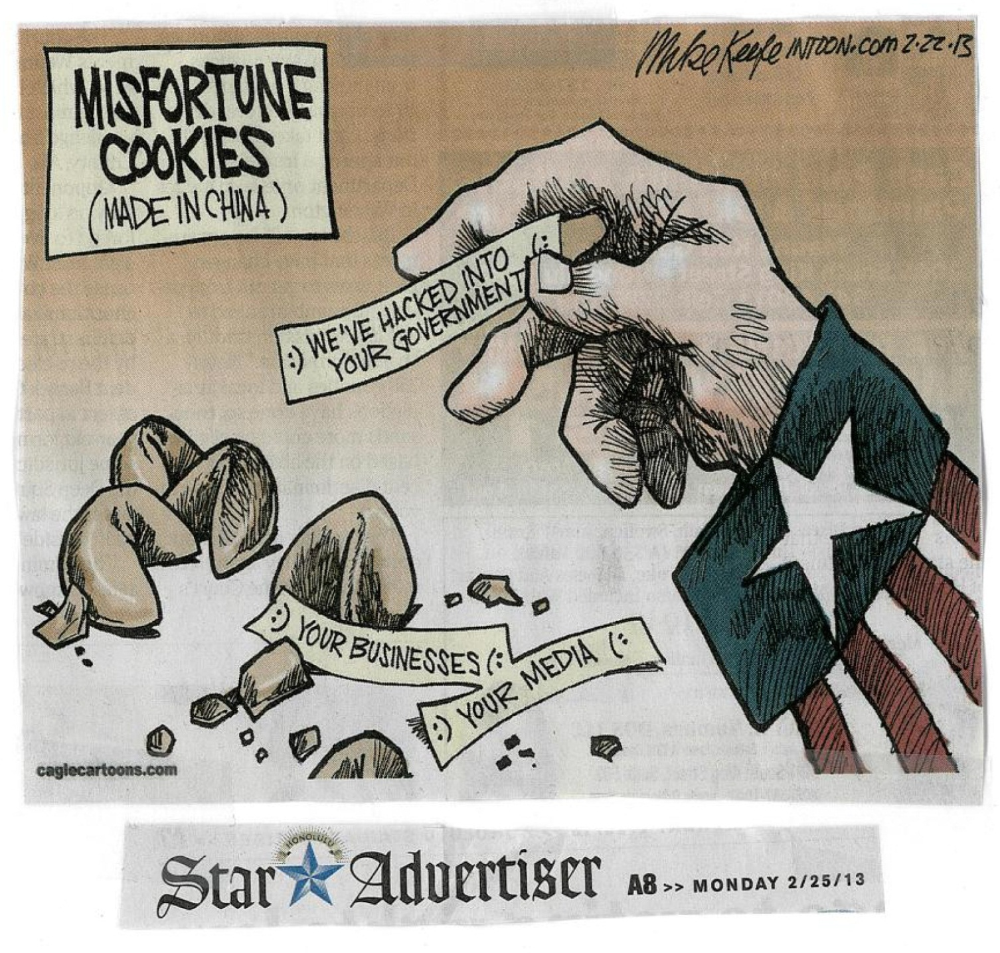 Mike Keefe INTOON.com 2·22·13
MISFORTUNE
COOKIES
(MADE IN CHINA)
:) WE'VE HACKED INTO (:
YOUR GOVERNMENT
:) YOUR BUSINESSES (:
:) YOUR MEDIA (:
caglecartoons.com
HONOLULU
Star Advertiser A8 >> MONDAY 2/25/13